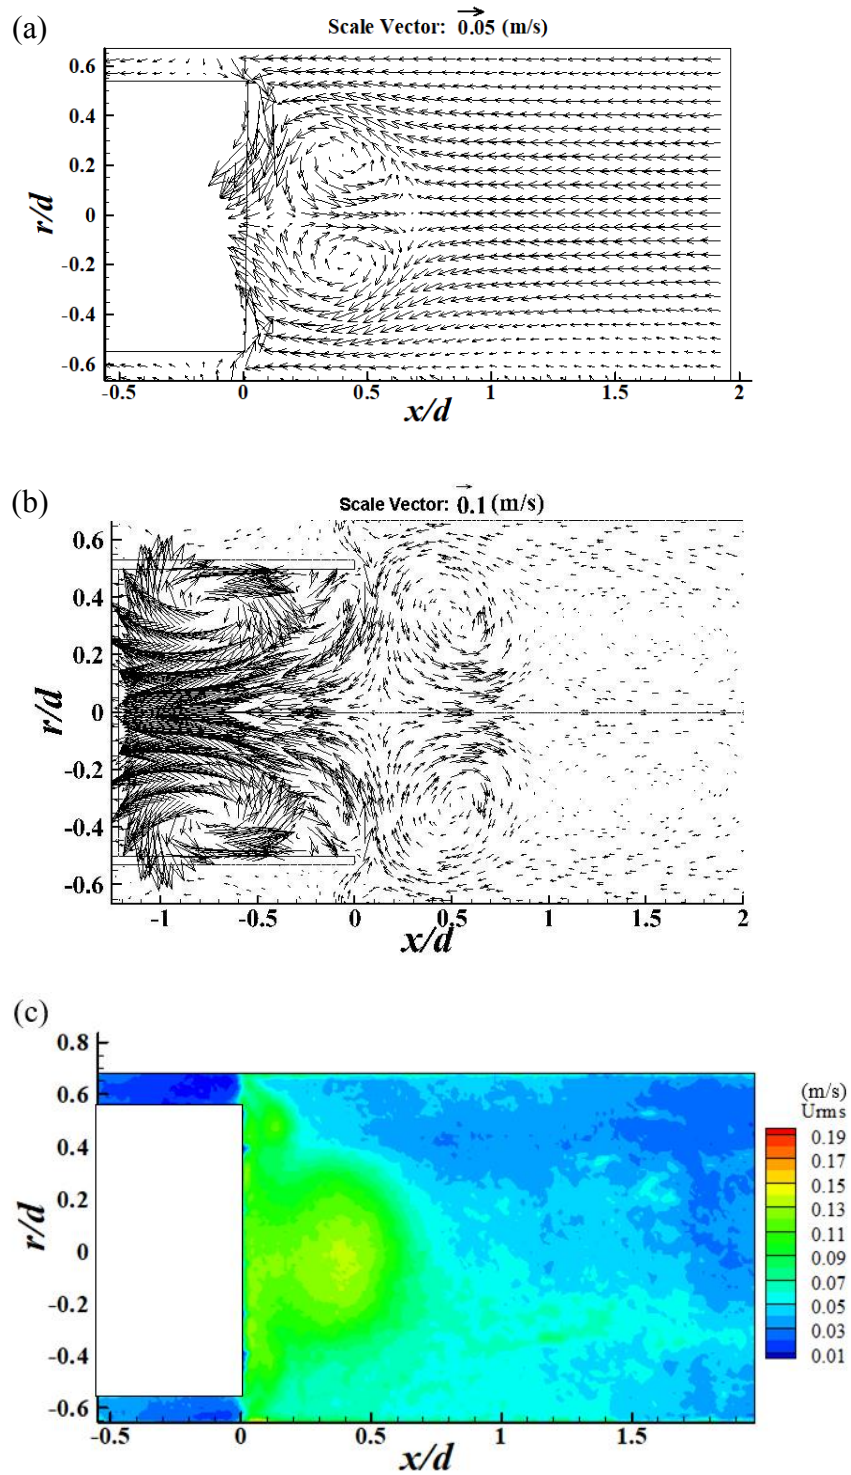 (a)
Scale Vector: 0.05 (m/s)
0.6
0.4
0.2
0
-0.2
-0.4
-0.6
r/d
-0.5 0 0.5 1 1.5 2
x/d
(b)
Scale Vector: 0.1 (m/s)
0.6
0.4
0.2
0
-0.2
-0.4
-0.6
r/d
-1 -0.5 0 0.5 1 1.5 2
x/d
(c)
0.8
0.6
0.4
0.2
0
-0.2
-0.4
-0.6
r/d
-0.5 0 0.5 1 1.5
x/d
(m/s)
Urms
0.19
0.17
0.15
0.13
0.11
0.09
0.07
0.05
0.03
0.01